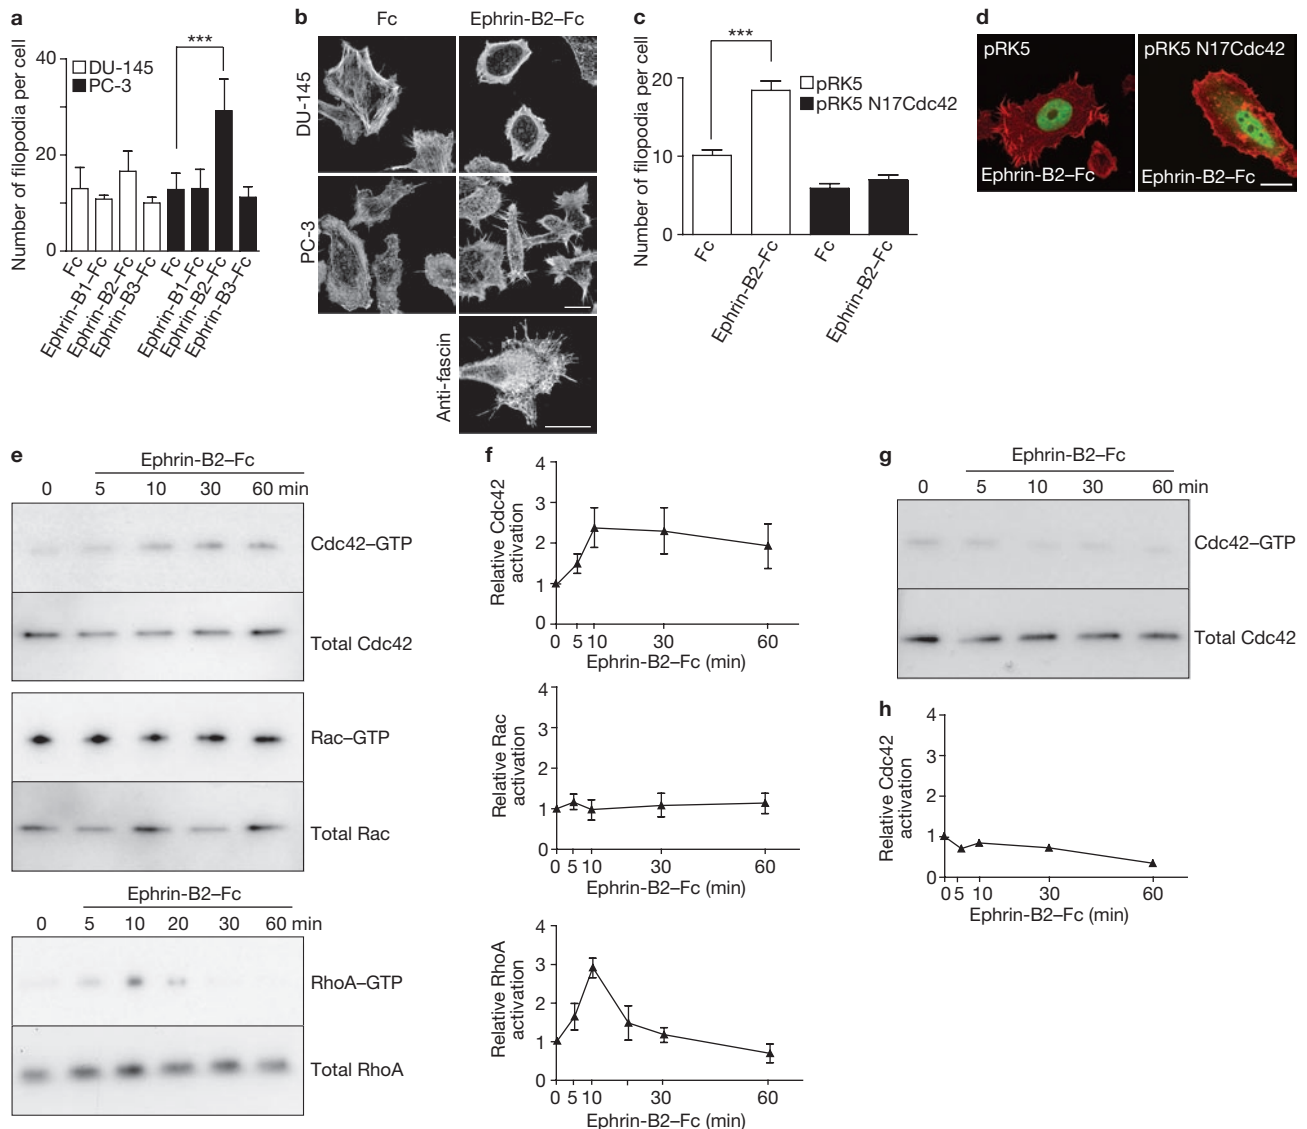 a
Number of filopodia per cell
40
20
0
DU-145
PC-3
***
Fc
Ephrin-B1–Fc
Ephrin-B2–Fc
Ephrin-B3–Fc
Fc
Ephrin-B1–Fc
Ephrin-B2–Fc
Ephrin-B3–Fc
b
Fc
Ephrin-B2–Fc
DU-145
PC-3
Anti-fascin
c
Number of filopodia per cell
20
10
0
***
pRK5
pRK5 N17Cdc42
Fc
Ephrin-B2–Fc
Fc
Ephrin-B2–Fc
d
pRK5
Ephrin-B2–Fc
pRK5 N17Cdc42
Ephrin-B2–Fc
e
Ephrin-B2–Fc
0 5 10 30 60 min
Cdc42–GTP
Total Cdc42
Rac–GTP
Total Rac
Ephrin-B2–Fc
0 5 10 20 30 60 min
RhoA–GTP
Total RhoA
f
Relative Cdc42
activation
4
3
2
1
0
0 5 10 30 60
Ephrin-B2–Fc (min)
Relative Rac
activation
4
3
2
1
0
0 5 10 30 60
Ephrin-B2–Fc (min)
Relative RhoA
activation
4
3
2
1
0
0 5 10 30 60
Ephrin-B2–Fc (min)
g
Ephrin-B2–Fc
0 5 10 30 60 min
Cdc42–GTP
Total Cdc42
h
Relative Cdc42
activation
4
3
2
1
0
0 5 10 30 60
Ephrin-B2–Fc (min)